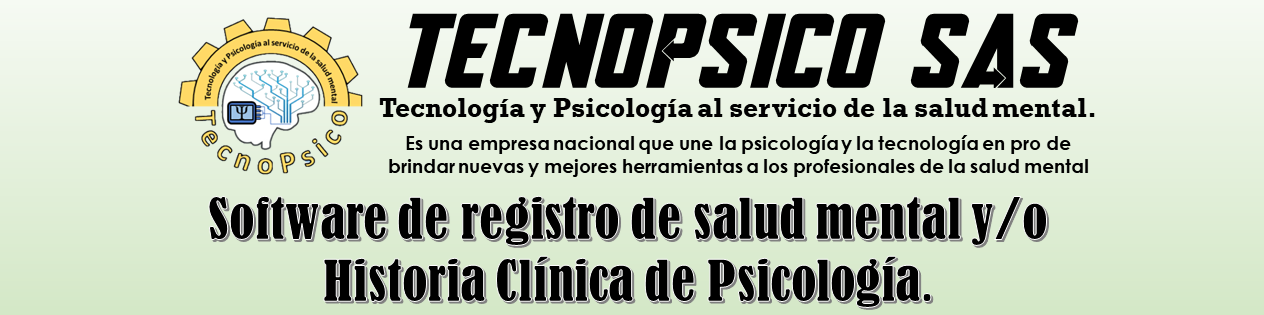 Tecnología y Psicología al servicio de la salud mental
TecnoPsico
TECNOPSICO SAS
Tecnología y Psicología al servicio de la salud mental.
Es una empresa nacional que une la psicología y la tecnología en pro de
brindar nuevas y mejores herramientas a los profesionales de la salud mental
Software de registro de salud mental y/o
Historia Clínica de Psicología.